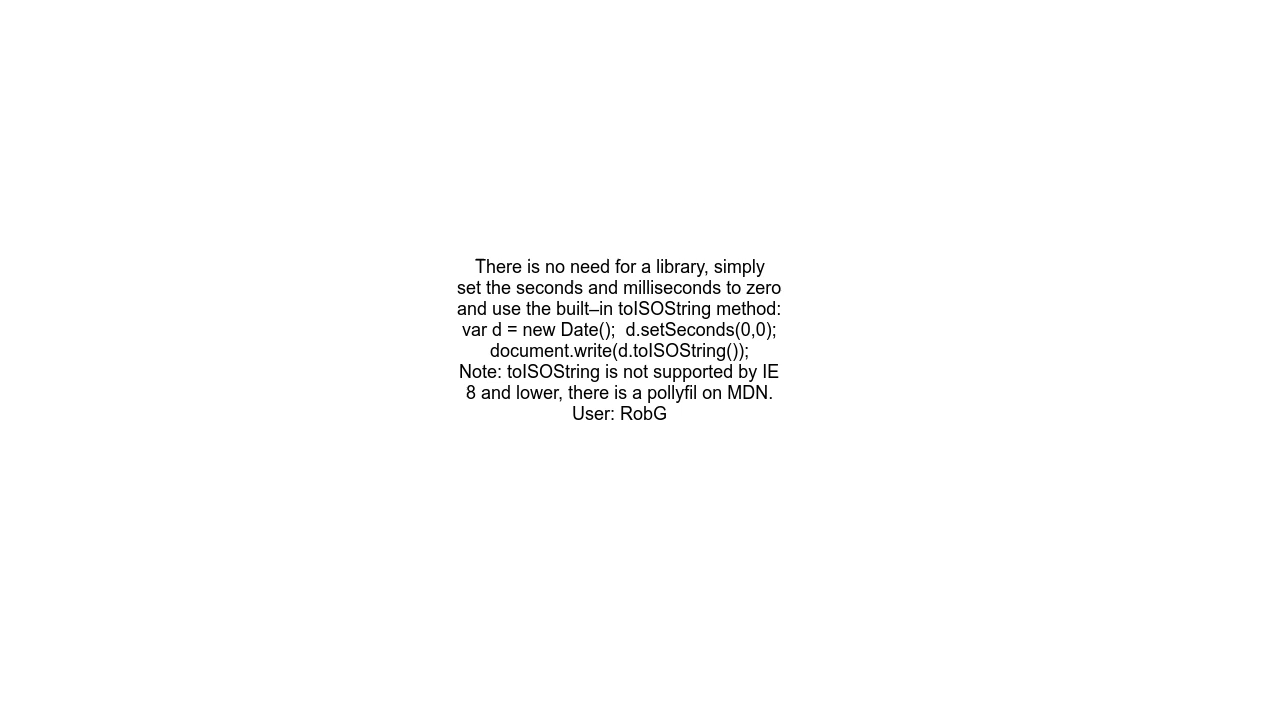 There is no need for a library, simply
set the seconds and milliseconds to zero
and use the built–in toISOString method:
var d = new Date();  d.setSeconds(0,0);
document.write(d.toISOString());
Note: toISOString is not supported by IE
8 and lower, there is a pollyfil on MDN.
User: RobG